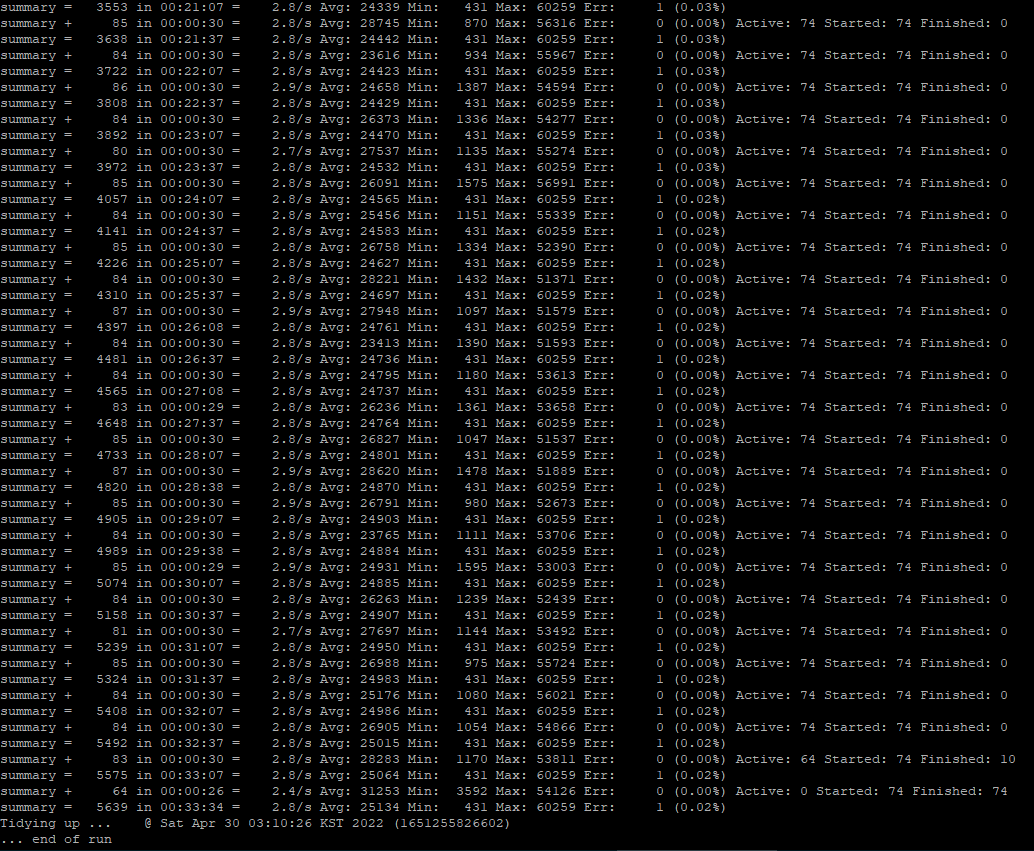 summary =   3553 in 00:21:07 =    2.8/s Avg: 24339 Min:   431 Max: 60259 Err:     1 (0.03%)
summary +     85 in 00:00:30 =    2.8/s Avg: 28745 Min:   870 Max: 56316 Err:     0 (0.00%) Active: 74 Started: 74 Finished: 0
summary =   3638 in 00:21:37 =    2.8/s Avg: 24442 Min:   431 Max: 60259 Err:     1 (0.03%)
summary +     84 in 00:00:30 =    2.8/s Avg: 23616 Min:   934 Max: 55967 Err:     0 (0.00%) Active: 74 Started: 74 Finished: 0
summary =   3722 in 00:22:07 =    2.8/s Avg: 24423 Min:   431 Max: 60259 Err:     1 (0.03%)
summary +     86 in 00:00:30 =    2.9/s Avg: 24658 Min:  1387 Max: 54594 Err:     0 (0.00%) Active: 74 Started: 74 Finished: 0
summary =   3808 in 00:22:37 =    2.8/s Avg: 24429 Min:   431 Max: 60259 Err:     1 (0.03%)
summary +     84 in 00:00:30 =    2.8/s Avg: 26373 Min:  1336 Max: 54277 Err:     0 (0.00%) Active: 74 Started: 74 Finished: 0
summary =   3892 in 00:23:07 =    2.8/s Avg: 24470 Min:   431 Max: 60259 Err:     1 (0.03%)
summary +     80 in 00:00:30 =    2.7/s Avg: 27537 Min:  1135 Max: 55274 Err:     0 (0.00%) Active: 74 Started: 74 Finished: 0
summary =   3972 in 00:23:37 =    2.8/s Avg: 24532 Min:   431 Max: 60259 Err:     1 (0.03%)
summary +     85 in 00:00:30 =    2.8/s Avg: 26091 Min:  1575 Max: 56991 Err:     0 (0.00%) Active: 74 Started: 74 Finished: 0
summary =   4057 in 00:24:07 =    2.8/s Avg: 24565 Min:   431 Max: 60259 Err:     1 (0.02%)
summary +     84 in 00:00:30 =    2.8/s Avg: 25456 Min:  1151 Max: 55339 Err:     0 (0.00%) Active: 74 Started: 74 Finished: 0
summary =   4141 in 00:24:37 =    2.8/s Avg: 24583 Min:   431 Max: 60259 Err:     1 (0.02%)
summary +     85 in 00:00:30 =    2.8/s Avg: 26758 Min:  1334 Max: 52390 Err:     0 (0.00%) Active: 74 Started: 74 Finished: 0
summary =   4226 in 00:25:07 =    2.8/s Avg: 24627 Min:   431 Max: 60259 Err:     1 (0.02%)
summary +     84 in 00:00:30 =    2.8/s Avg: 28221 Min:  1432 Max: 51371 Err:     0 (0.00%) Active: 74 Started: 74 Finished: 0
summary =   4310 in 00:25:37 =    2.8/s Avg: 24697 Min:   431 Max: 60259 Err:     1 (0.02%)
summary +     87 in 00:00:30 =    2.9/s Avg: 27948 Min:  1097 Max: 51579 Err:     0 (0.00%) Active: 74 Started: 74 Finished: 0
summary =   4397 in 00:26:08 =    2.8/s Avg: 24761 Min:   431 Max: 60259 Err:     1 (0.02%)
summary +     84 in 00:00:30 =    2.8/s Avg: 23413 Min:  1390 Max: 51593 Err:     0 (0.00%) Active: 74 Started: 74 Finished: 0
summary =   4481 in 00:26:37 =    2.8/s Avg: 24736 Min:   431 Max: 60259 Err:     1 (0.02%)
summary +     84 in 00:00:30 =    2.8/s Avg: 24795 Min:  1180 Max: 53613 Err:     0 (0.00%) Active: 74 Started: 74 Finished: 0
summary =   4565 in 00:27:08 =    2.8/s Avg: 24737 Min:   431 Max: 60259 Err:     1 (0.02%)
summary +     83 in 00:00:29 =    2.8/s Avg: 26236 Min:  1361 Max: 53658 Err:     0 (0.00%) Active: 74 Started: 74 Finished: 0
summary =   4648 in 00:27:37 =    2.8/s Avg: 24764 Min:   431 Max: 60259 Err:     1 (0.02%)
summary +     85 in 00:00:30 =    2.8/s Avg: 26827 Min:  1047 Max: 51537 Err:     0 (0.00%) Active: 74 Started: 74 Finished: 0
summary =   4733 in 00:28:07 =    2.8/s Avg: 24801 Min:   431 Max: 60259 Err:     1 (0.02%)
summary +     87 in 00:00:30 =    2.9/s Avg: 28620 Min:  1478 Max: 51889 Err:     0 (0.00%) Active: 74 Started: 74 Finished: 0
summary =   4820 in 00:28:38 =    2.8/s Avg: 24870 Min:   431 Max: 60259 Err:     1 (0.02%)
summary +     85 in 00:00:30 =    2.9/s Avg: 26791 Min:   980 Max: 52673 Err:     0 (0.00%) Active: 74 Started: 74 Finished: 0
summary =   4905 in 00:29:07 =    2.8/s Avg: 24903 Min:   431 Max: 60259 Err:     1 (0.02%)
summary +     84 in 00:00:30 =    2.8/s Avg: 23765 Min:  1111 Max: 53706 Err:     0 (0.00%) Active: 74 Started: 74 Finished: 0
summary =   4989 in 00:29:38 =    2.8/s Avg: 24884 Min:   431 Max: 60259 Err:     1 (0.02%)
summary +     85 in 00:00:29 =    2.9/s Avg: 24931 Min:  1595 Max: 53003 Err:     0 (0.00%) Active: 74 Started: 74 Finished: 0
summary =   5074 in 00:30:07 =    2.8/s Avg: 24885 Min:   431 Max: 60259 Err:     1 (0.02%)
summary +     84 in 00:00:30 =    2.8/s Avg: 26263 Min:  1239 Max: 52439 Err:     0 (0.00%) Active: 74 Started: 74 Finished: 0
summary =   5158 in 00:30:37 =    2.8/s Avg: 24907 Min:   431 Max: 60259 Err:     1 (0.02%)
summary +     81 in 00:00:30 =    2.7/s Avg: 27697 Min:  1144 Max: 53492 Err:     0 (0.00%) Active: 74 Started: 74 Finished: 0
summary =   5239 in 00:31:07 =    2.8/s Avg: 24950 Min:   431 Max: 60259 Err:     1 (0.02%)
summary +     85 in 00:00:30 =    2.8/s Avg: 26988 Min:   975 Max: 55724 Err:     0 (0.00%) Active: 74 Started: 74 Finished: 0
summary =   5324 in 00:31:37 =    2.8/s Avg: 24983 Min:   431 Max: 60259 Err:     1 (0.02%)
summary +     84 in 00:00:30 =    2.8/s Avg: 25176 Min:  1080 Max: 56021 Err:     0 (0.00%) Active: 74 Started: 74 Finished: 0
summary =   5408 in 00:32:07 =    2.8/s Avg: 24986 Min:   431 Max: 60259 Err:     1 (0.02%)
summary +     84 in 00:00:30 =    2.8/s Avg: 26905 Min:  1054 Max: 54866 Err:     0 (0.00%) Active: 74 Started: 74 Finished: 0
summary =   5492 in 00:32:37 =    2.8/s Avg: 25015 Min:   431 Max: 60259 Err:     1 (0.02%)
summary +     83 in 00:00:30 =    2.8/s Avg: 28283 Min:  1170 Max: 53811 Err:     0 (0.00%) Active: 64 Started: 74 Finished: 10
summary =   5575 in 00:33:07 =    2.8/s Avg: 25064 Min:   431 Max: 60259 Err:     1 (0.02%)
summary +     64 in 00:00:26 =    2.4/s Avg: 31253 Min:  3592 Max: 54126 Err:     0 (0.00%) Active: 0 Started: 74 Finished: 74
summary =   5639 in 00:33:34 =    2.8/s Avg: 25134 Min:   431 Max: 60259 Err:     1 (0.02%)
Tidying up ...    @ Sat Apr 30 03:10:26 KST 2022 (1651255826602)
... end of run